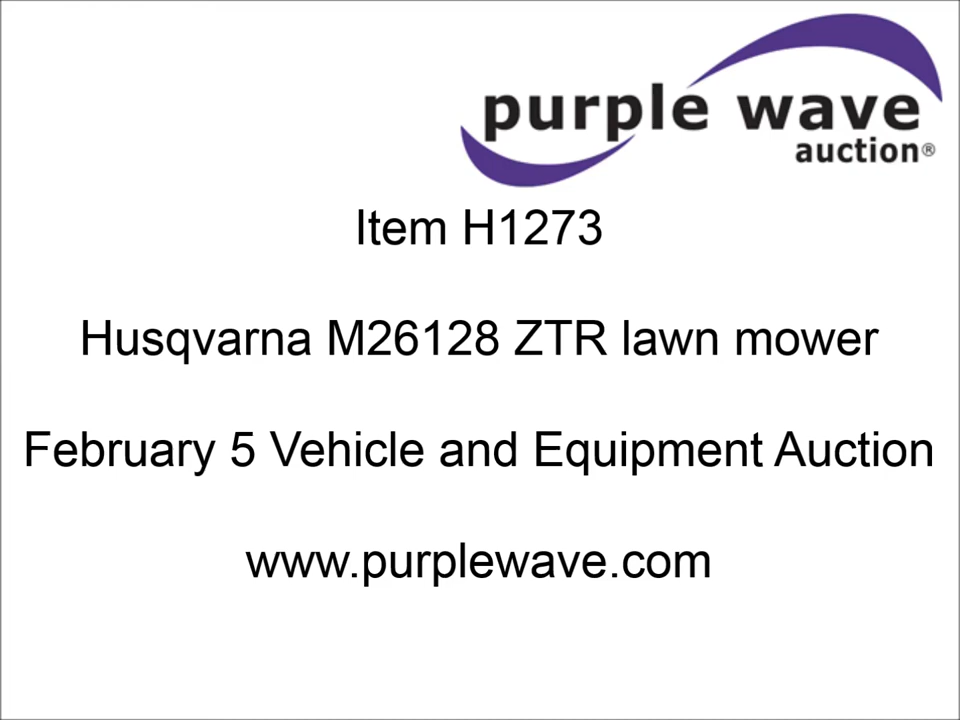 purple wave
auction®
Item H1273
Husqvarna M26128 ZTR lawn mower
February 5 Vehicle and Equipment Auction
www.purplewave.com